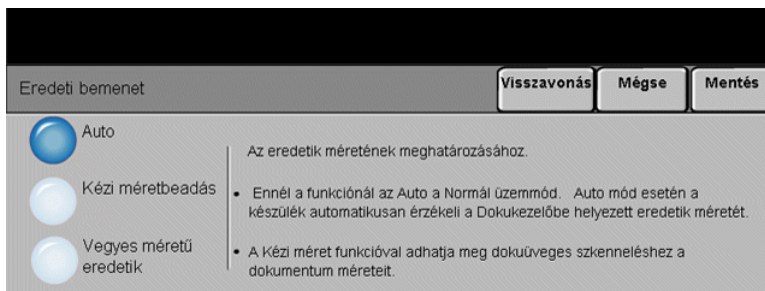 Eredeti bemenet
Visszavonás
Mégse
Mentés
Auto
Kézi méretbeadás
Vegyes méretű
eredetik
Az eredetik méretének meghatározásához.
• Ennél a funkciónál az Auto a Normál üzemmód. Auto mód esetén a
készülék automatikusan érzékeli a Dokukezelőbe helyezett eredetik méretét.
• A Kézi méret funkcióval adhatja meg dokuüveges szkenneléshez a
dokumentum méreteit.